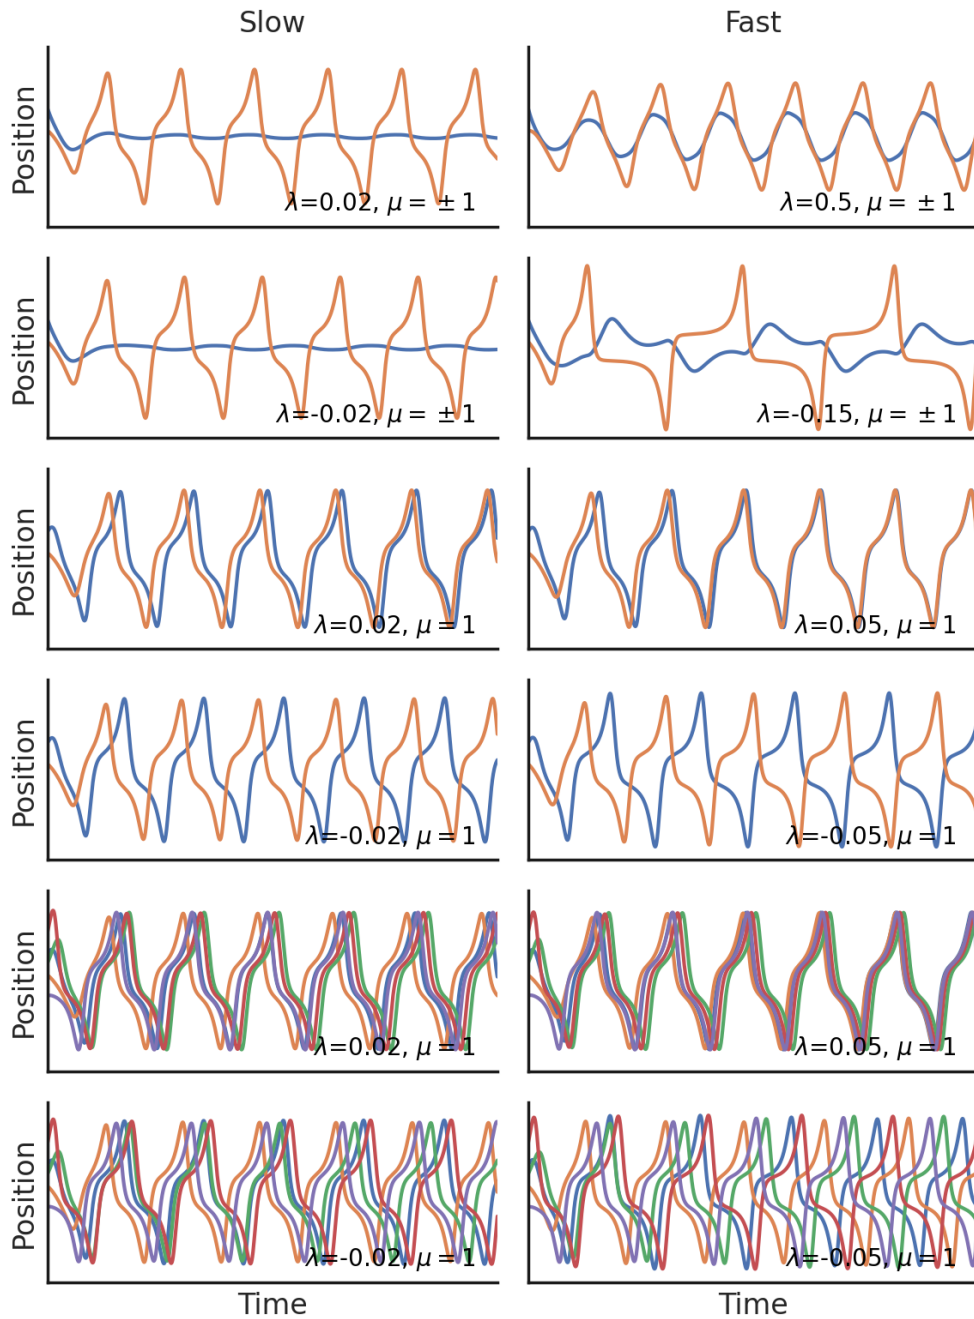 Slow
Fast
Position
λ=0.02, μ = ±1
λ=0.5, μ = ±1
Position
λ=-0.02, μ = ±1
λ=-0.15, μ = ±1
Position
λ=0.02, μ = 1
λ=0.05, μ = 1
Position
λ=-0.02, μ = 1
λ=-0.05, μ = 1
Position
λ=0.02, μ = 1
λ=0.05, μ = 1
Position
λ=-0.02, μ = 1
λ=-0.05, μ = 1
Time
Time